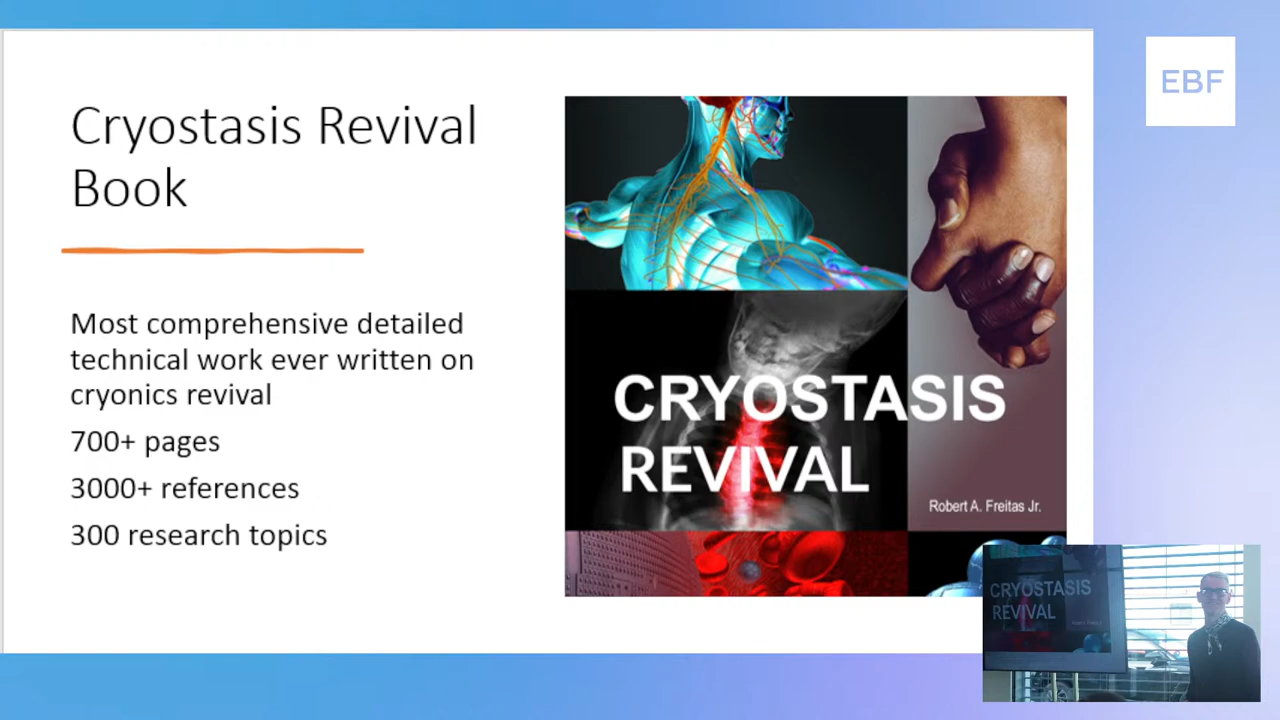 Cryostasis Revival
Book
Most comprehensive detailed
technical work ever written on
cryonics revival
700+ pages
3000+ references
300 research topics
CRYOSTASIS
REVIVAL
Robert A. Freitas Jr.
EBF
CRYOSTASIS
REVIVAL